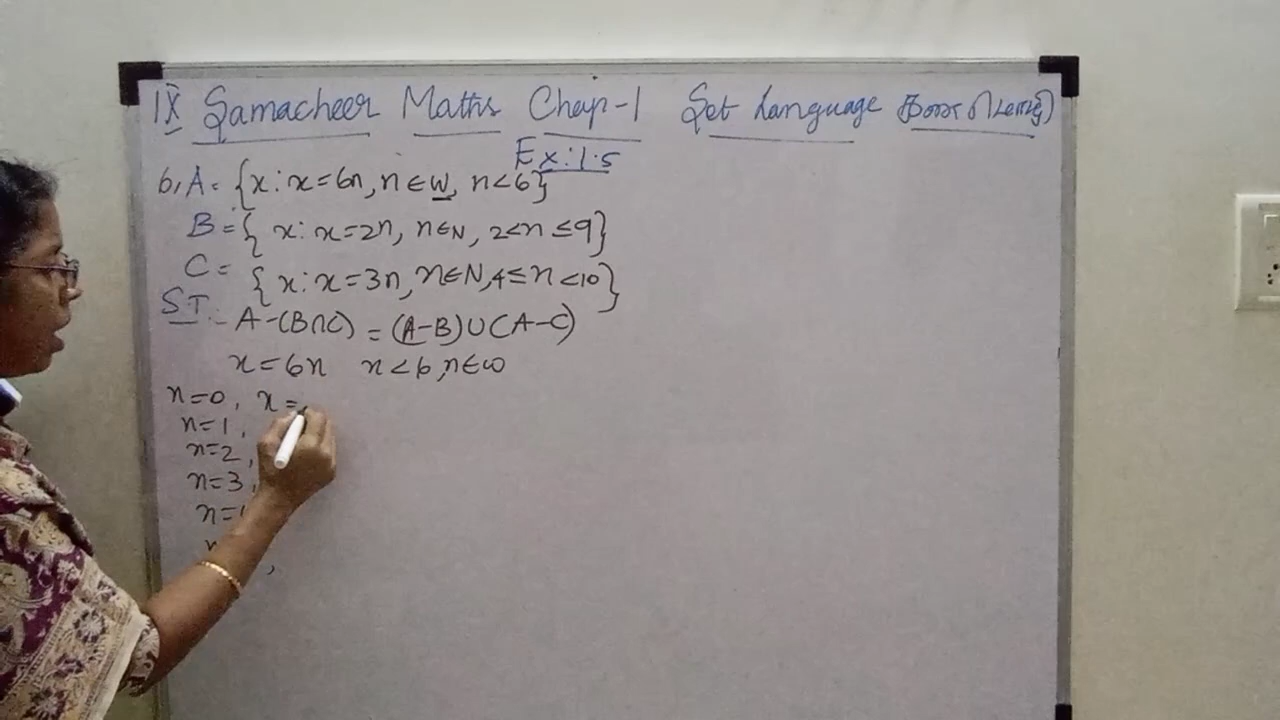 IX Samacheer Maths Chap-1 Set Language (கணமொழி)
Ex:1.5
6, A = {x : x = 6n, n ∈ W, n < 6}
B = { x : x = 2n, n∈N, 2<n ≤ 9}
C = { x : x = 3n, n∈N, 4 ≤ n < 10}
S.T :- A-(B∩C) = (A-B)∪(A-C)
x = 6n n < 6, n∈W
n=0, x =
n=1,
n=2,
n=3,
n=